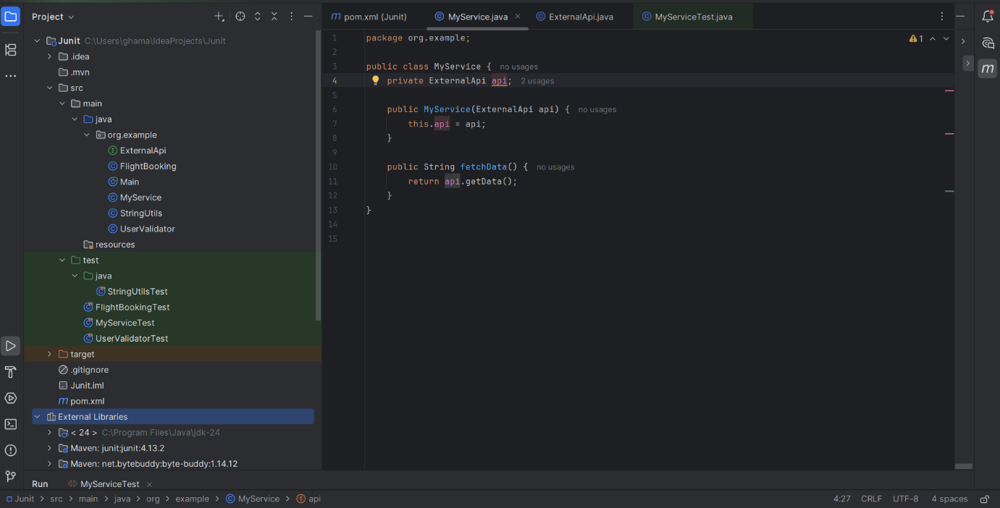 Project
pom.xml (Junit)
MyService.java
ExternalApi.java
MyServiceTest.java
Junit C:\Users\ghama\IdeaProjects\Junit
.idea
.mvn
src
main
java
org.example
ExternalApi
FlightBooking
Main
MyService
StringUtils
UserValidator
resources
test
java
StringUtilsTest
FlightBookingTest
MyServiceTest
UserValidatorTest
target
.gitignore
Junit.iml
pom.xml
External Libraries
< 24 > C:\Program Files\Java\jdk-24
Maven: junit:junit:4.13.2
Maven: net.bytebuddy:byte-buddy:1.14.12
1 package org.example;
1
2
3 public class MyService { no usages
4 private ExternalApi api; 2 usages
5
6 public MyService(ExternalApi api) { no usages
7 this.api = api;
8 }
9
10 public String fetchData() { no usages
11 return api.getData();
12 }
13 }
14
15
m
Run MyServiceTest
Junit > src > main > java > org > example > MyService > api
4:27 CRLF UTF-8 4 spaces